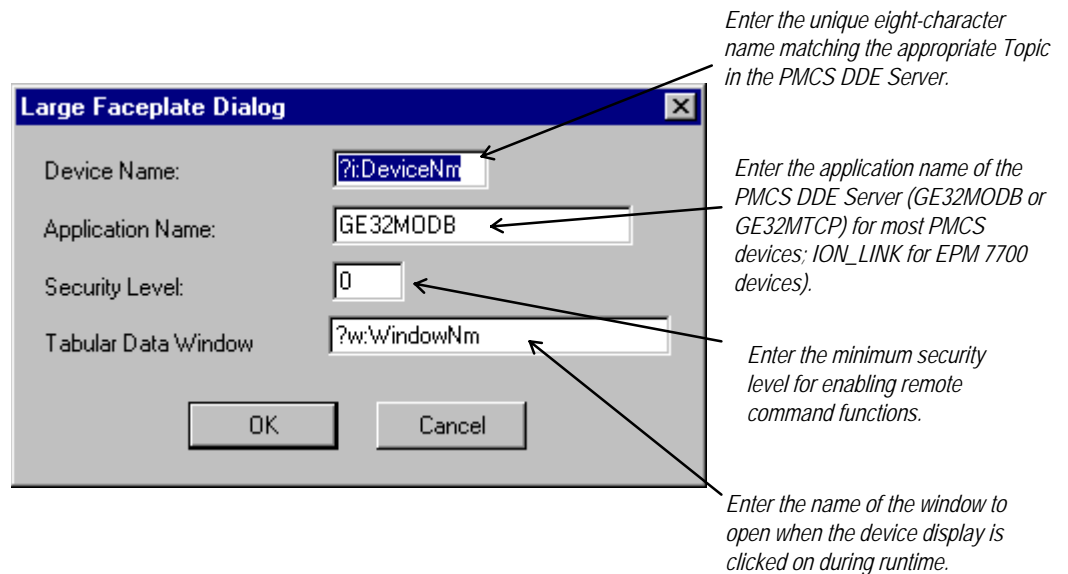 Enter the unique eight-character
name matching the appropriate Topic
in the PMCS DDE Server.
Large Faceplate Dialog
Device Name:
?i:DeviceNm
Application Name:
GE32MODB
Security Level:
0
Tabular Data Window
?w:WindowNm
OK
Cancel
Enter the application name of the
PMCS DDE Server (GE32MODB or
GE32MTCP) for most PMCS
devices; ION_LINK for EPM 7700
devices).
Enter the minimum security
level for enabling remote
command functions.
Enter the name of the window to
open when the device display is
clicked on during runtime.